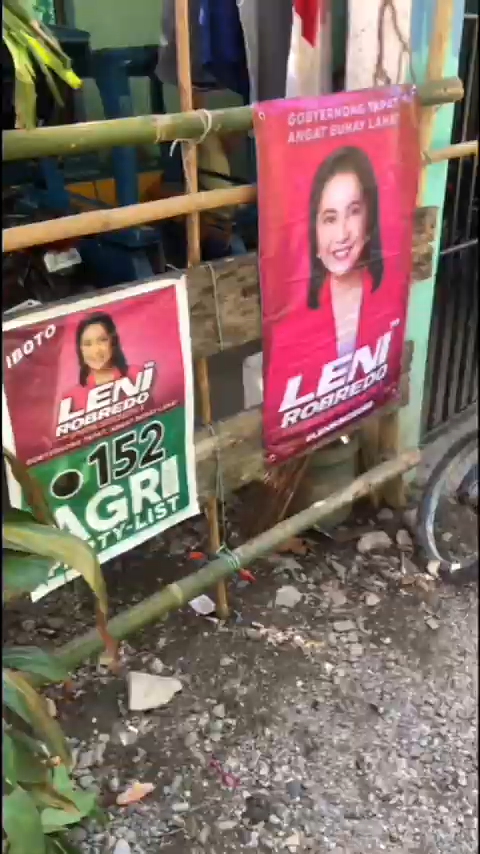 IBOTO
LENI
ROBREDO
152
AGRI
PARTY-LIST
GOBYERNONG TAPAT
ANGAT BUHAY LAHAT
LENI
ROBREDO